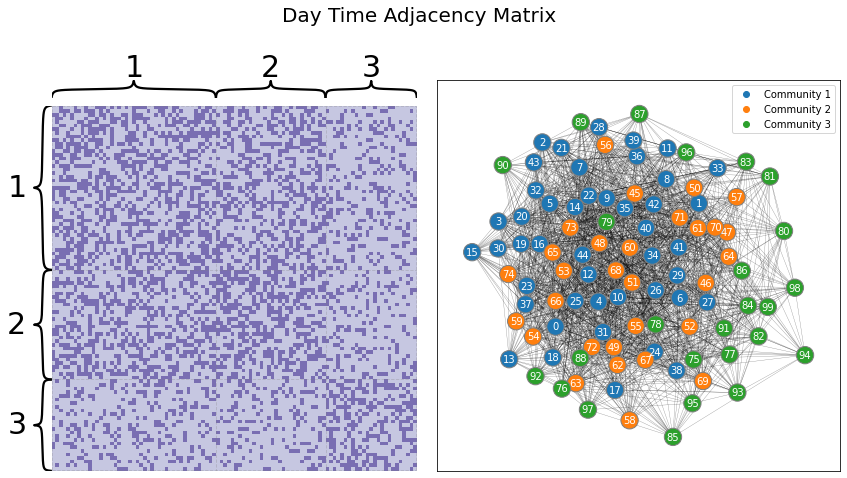 Day Time Adjacency Matrix
1 2 3
1
2
3
Community 1
Community 2
Community 3
87
89 28
2 56 39
21 36 11 96
90 43 7 83
33
8 81
32 22 9 45 50 57
5 14 35 42 1
3 20 79 71
73 40 61 70 47 80
15 30 19 16 48 60 41
65 44 34 64
74 53 12 68 29 86
23 51 46
66 25 4 10 26 6 27 98
37 84 99
59 0 55 78 52 91
54 31 82
72 49 24 77 94
13 18 88 62 67 75
92 63 38 69
76 17 93
97 95
58
85